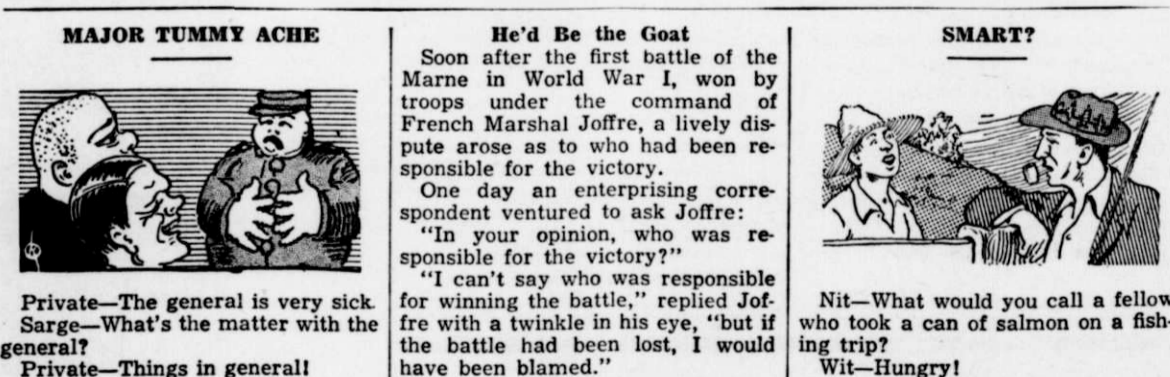 MAJOR TUMMY ACHE
Private—The general is very sick.
Sarge—What's the matter with the
general?
Private—Things in general!
He'd Be the Goat
Soon after the first battle of the
Marne in World War I, won by
troops under the command of
French Marshal Joffre, a lively dis-
pute arose as to who had been re-
sponsible for the victory.
One day an enterprising corre-
spondent ventured to ask Joffre:
"In your opinion, who was re-
sponsible for the victory?"
"I can't say who was responsible
for winning the battle," replied Jof-
fre with a twinkle in his eye, "but if
the battle had been lost, I would
have been blamed."
SMART?
Nit—What would you call a fellow
who took a can of salmon on a fish-
ing trip?
Wit—Hungry!